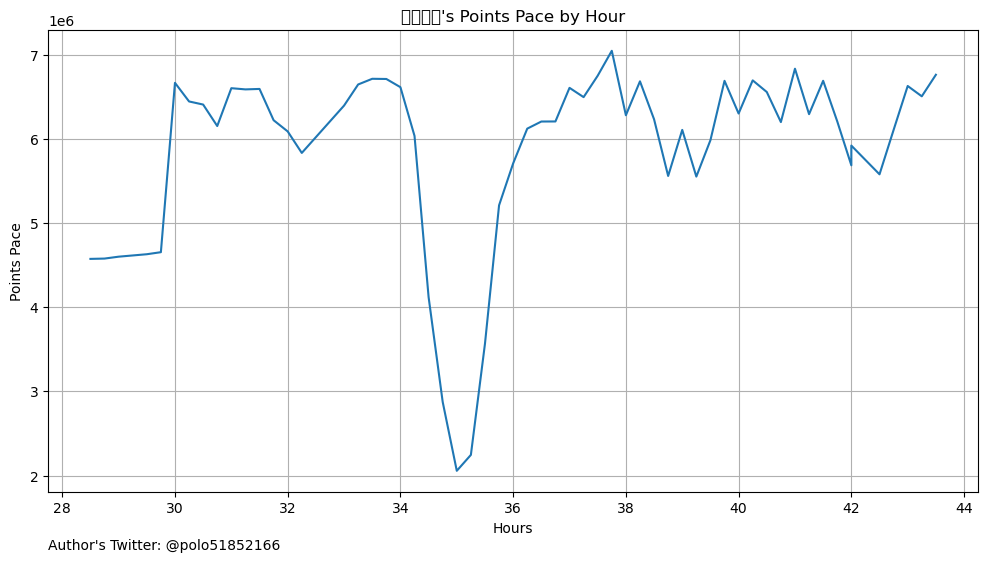 's Points Pace by Hour
1e6
7
6
5
4
3
2
Points Pace
28 30 32 34 36 38 40 42 44
Hours
Author's Twitter: @polo51852166